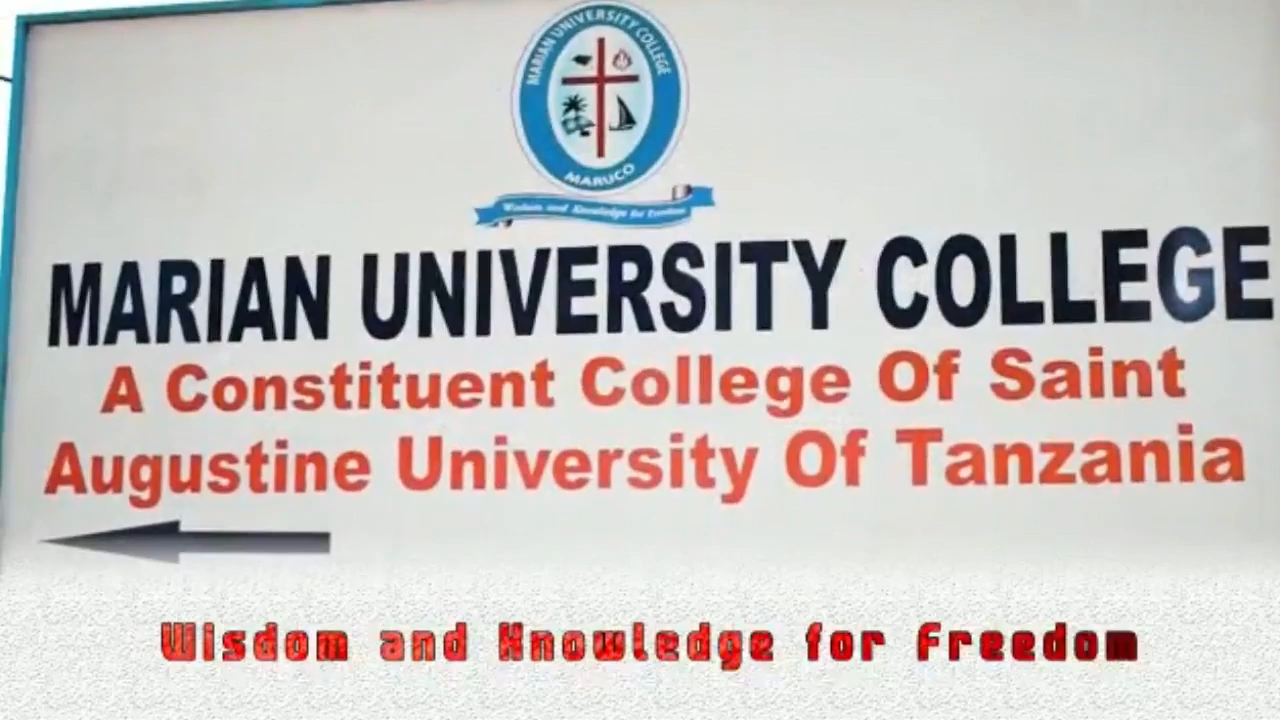 MARIAN UNIVERSITY COLLEGE
MARUCO
Wisdom and Knowledge for Freedom
MARIAN UNIVERSITY COLLEGE
A Constituent College Of Saint
Augustine University Of Tanzania
Wisdom and Knowledge for Freedom